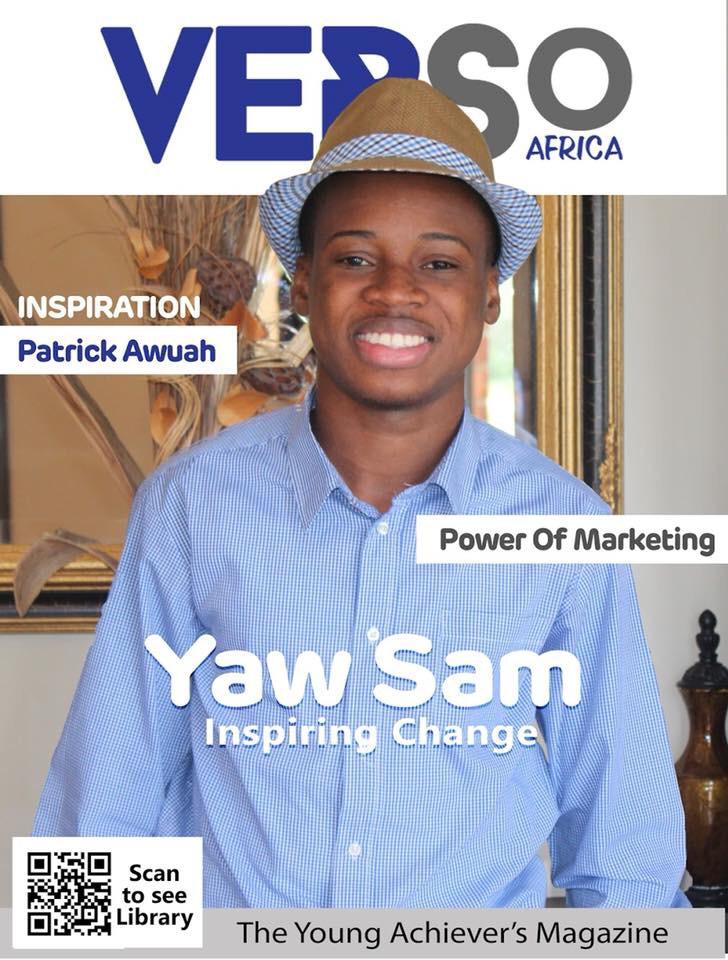 VERSO
AFRICA
INSPIRATION
Patrick Awuah
Power Of Marketing
Yaw Sam
Inspiring Change
Scan
to see
Library
The Young Achiever's Magazine